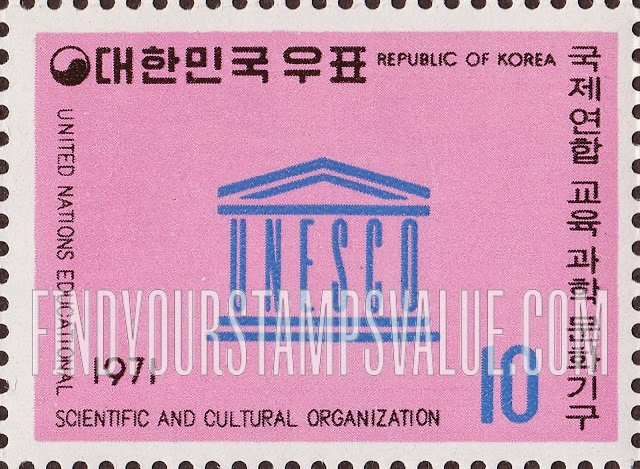 대한민국우표 REPUBLIC OF KOREA
국제연합 교육 과학 문화기구
UNITED NATIONS EDUCATIONAL
UNESCO
FINDYOURSTAMPSVALUE.COM
1971
10
SCIENTIFIC AND CULTURAL ORGANIZATION